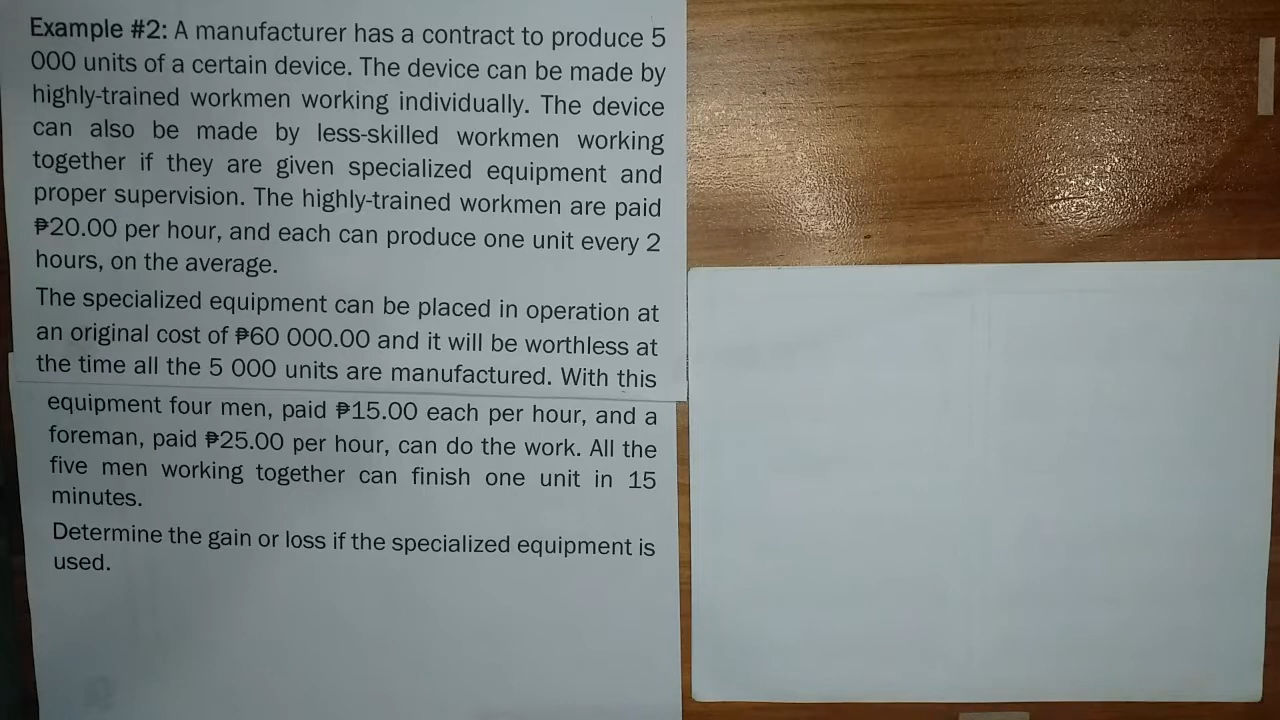 Example #2: A manufacturer has a contract to produce 5
000 units of a certain device. The device can be made by
highly-trained workmen working individually. The device
can also be made by less-skilled workmen working
together if they are given specialized equipment and
proper supervision. The highly-trained workmen are paid
₱20.00 per hour, and each can produce one unit every 2
hours, on the average.
The specialized equipment can be placed in operation at
an original cost of ₱60 000.00 and it will be worthless at
the time all the 5 000 units are manufactured. With this
equipment four men, paid ₱15.00 each per hour, and a
foreman, paid ₱25.00 per hour, can do the work. All the
five men working together can finish one unit in 15
minutes.
Determine the gain or loss if the specialized equipment is
used.